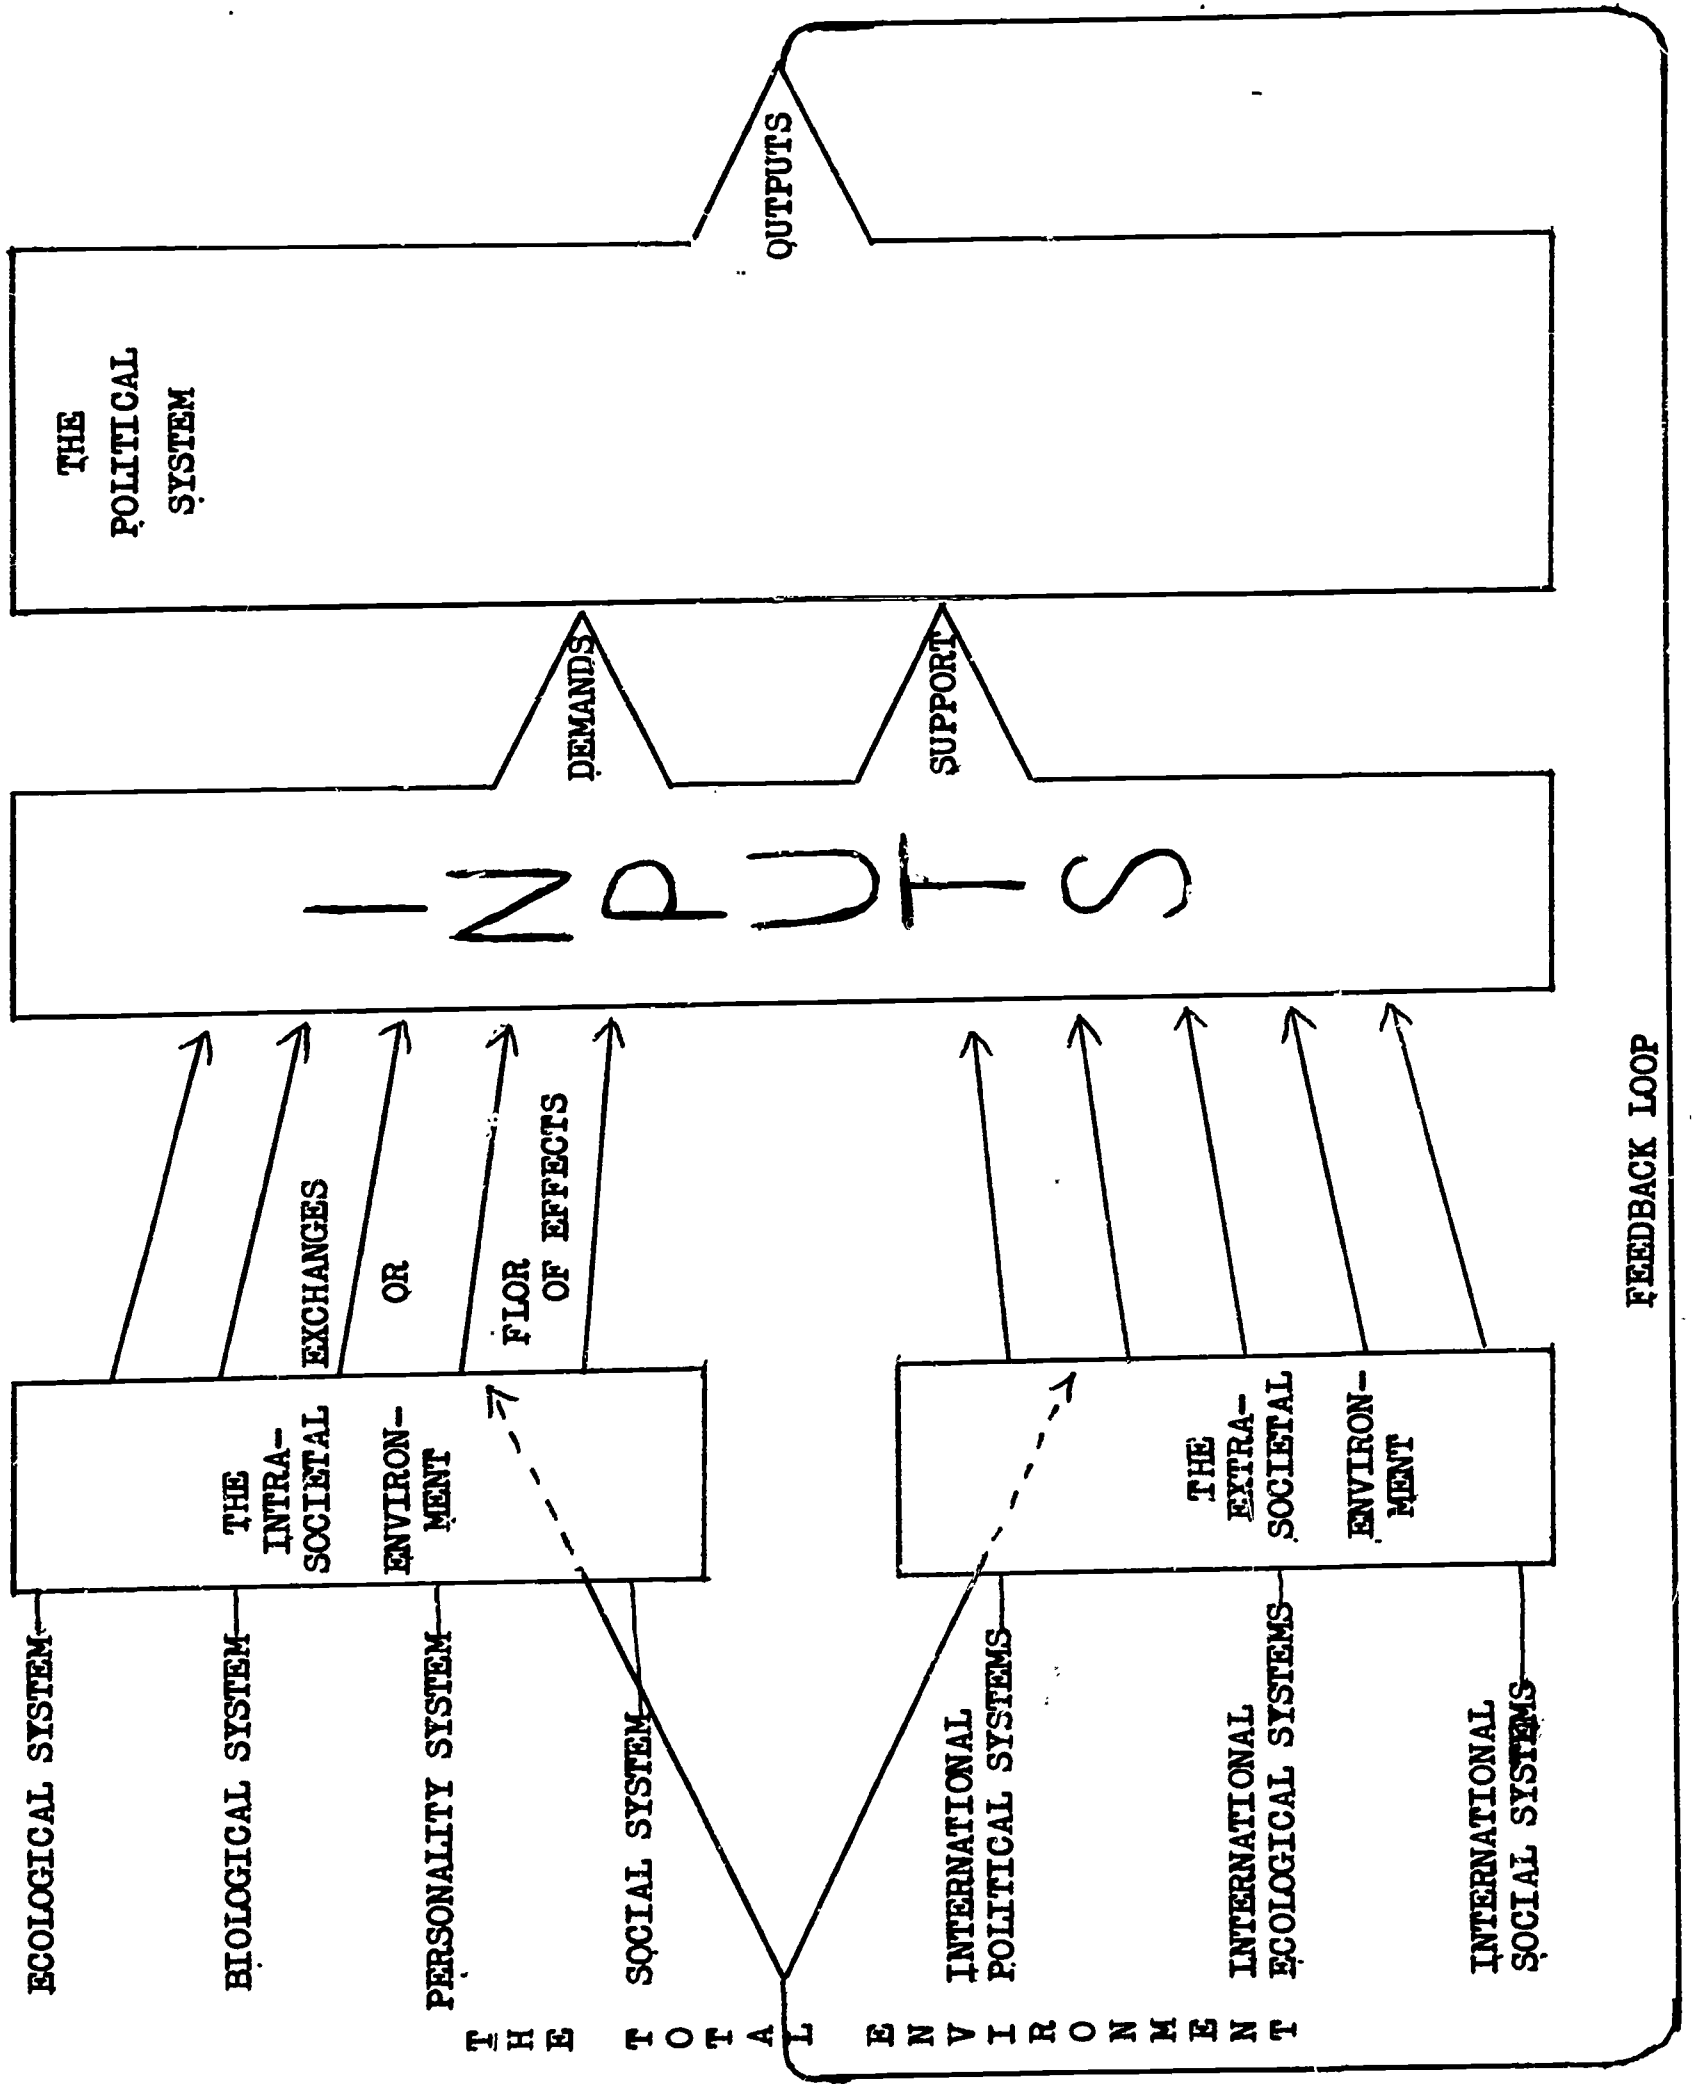 THE TOTAL ENVIRONMENT
ECOLOGICAL SYSTEM
BIOLOGICAL SYSTEM
PERSONALITY SYSTEM
SOCIAL SYSTEM
INTERNATIONAL
POLITICAL SYSTEMS
INTERNATIONAL
ECOLOGICAL SYSTEMS
INTERNATIONAL
SOCIAL SYSTEMS
THE
INTRA-
SOCIETAL
ENVIRON-
MENT
THE
EXTRA-
SOCIETAL
ENVIRON-
MENT
EXCHANGES
OR
FLOR
OF EFFECTS
INPUTS
DEMANDS
SUPPORT
THE
POLITICAL
SYSTEM
OUTPUTS
FEEDBACK LOOP